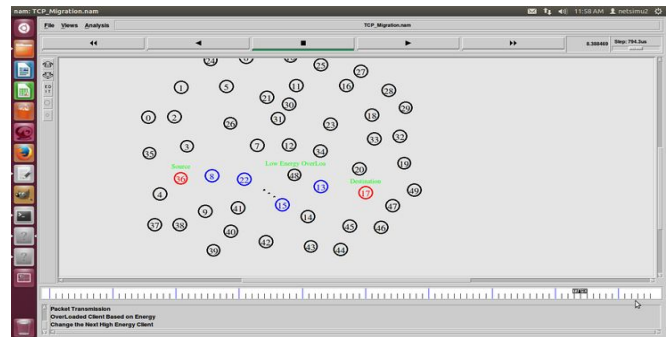 nam: TCP_Migration.nam
11:58 AM netsimu2
File Views Analysis TCP_Migration.nam
0.388400 Step: 794.3us
24
25
27
1 5 11 16 28
21 30 29
0 2 31 18
26 23
33 32
3 7 12 34
35
Source Low Energy OverLoa
20 19
36 8 22 48 Destination
13
4 17 49
15 47
9 41 14
37 38 45 46
40
42 43 44
39
Packet Transmission
OverLoaded Client Based on Energy
Change the Next High Energy Client